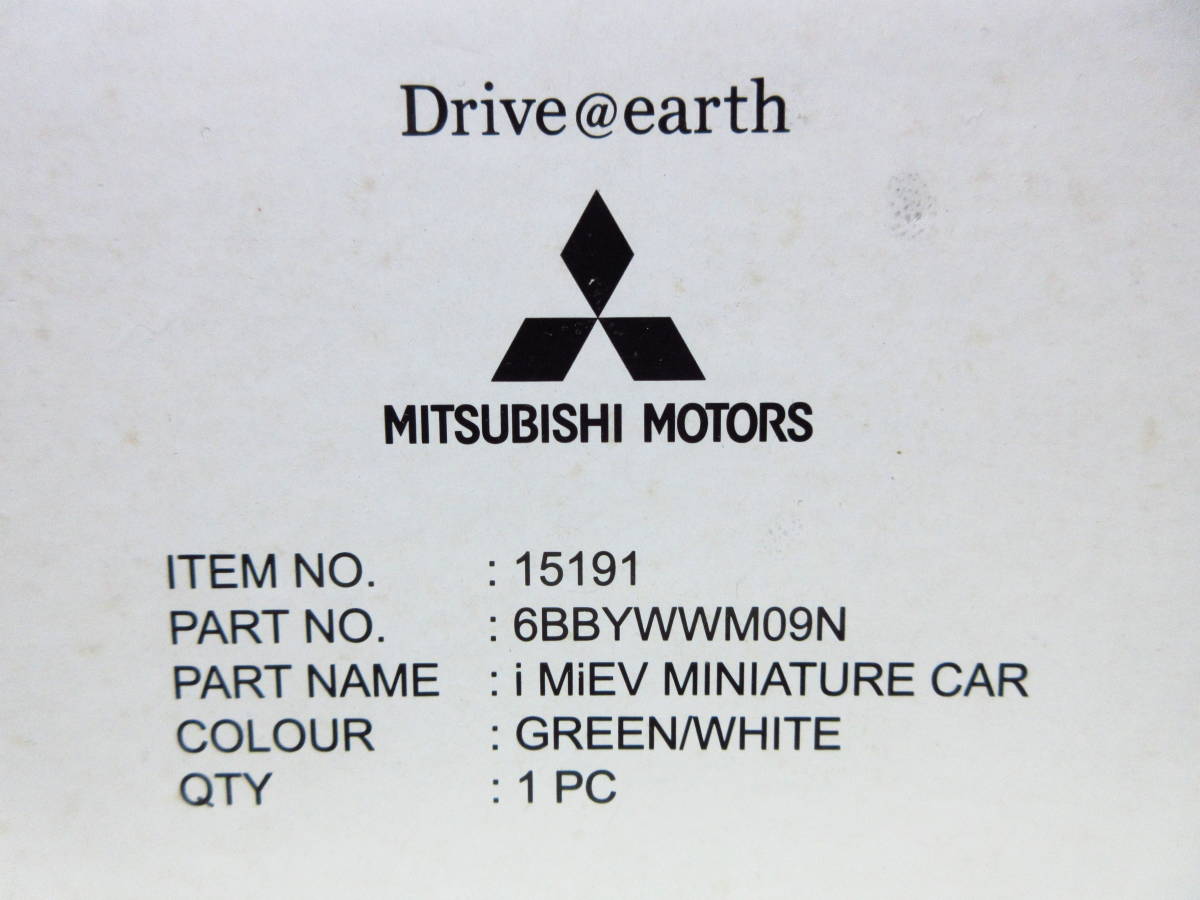 Drive@earth
MITSUBISHI MOTORS
ITEM NO. : 15191
PART NO. : 6BBYWWM09N
PART NAME : i MiEV MINIATURE CAR
COLOUR : GREEN/WHITE
QTY : 1 PC